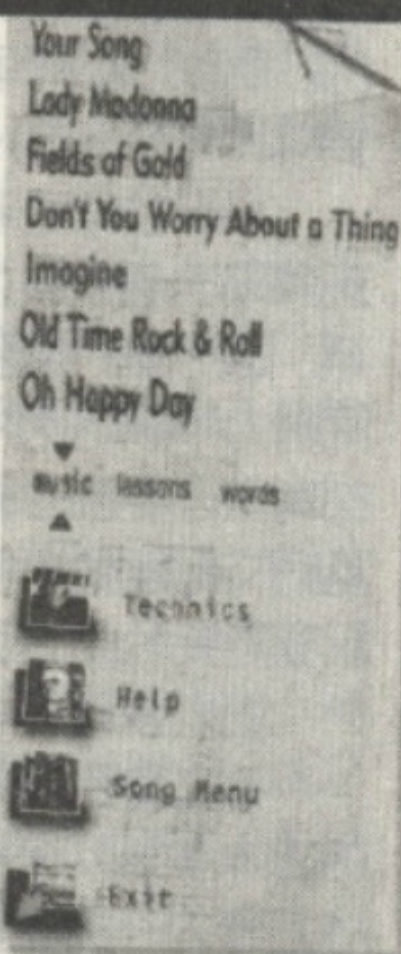 Your Song
Lady Madonna
Fields of Gold
Don't You Worry About a Thing
Imagine
Old Time Rock & Roll
Oh Happy Day
music lessons words
Technics
Help
Song Menu
Exit